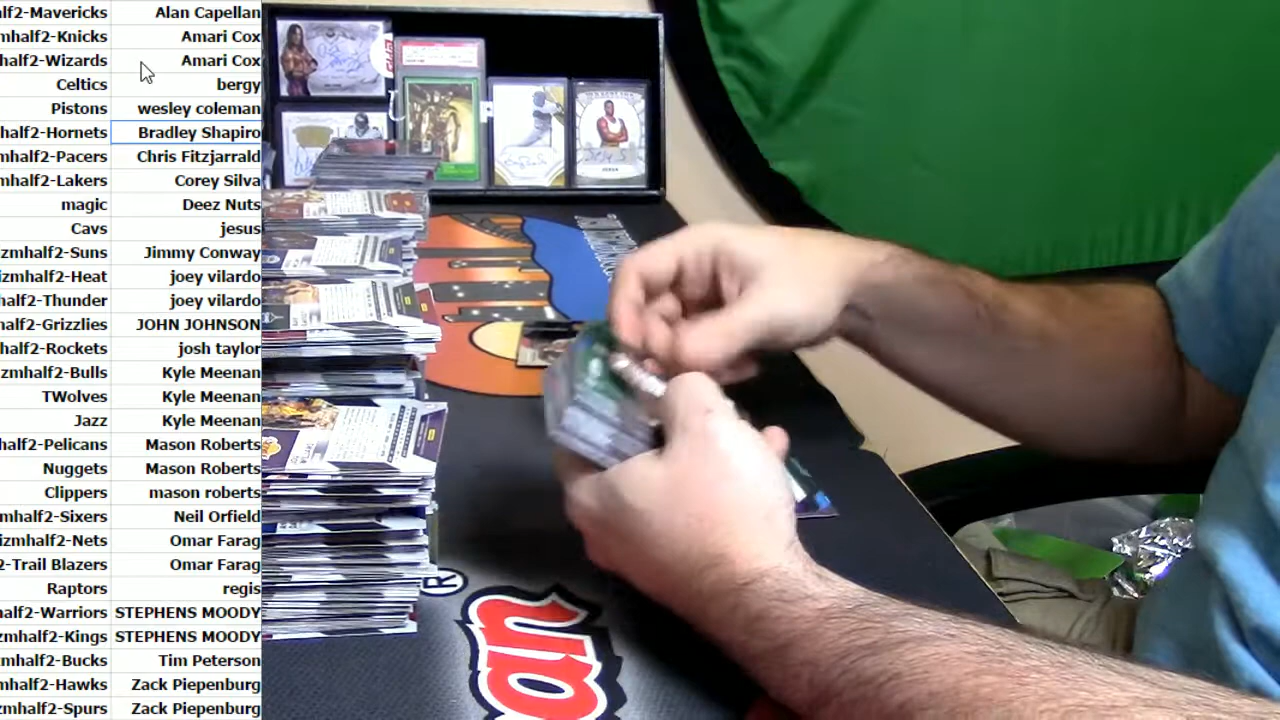 alf2-Mavericks Alan Capellan
mhalf2-Knicks Amari Cox
half2-Wizards Amari Cox
Celtics bergy
Pistons wesley coleman
half2-Hornets Bradley Shapiro
mhalf2-Pacers Chris Fitzjarrald
mhalf2-Lakers Corey Silva
magic Deez Nuts
Cavs jesus
zmhalf2-Suns Jimmy Conway
izmhalf2-Heat joey vilardo
half2-Thunder joey vilardo
alf2-Grizzlies JOHN JOHNSON
half2-Rockets josh taylor
zmhalf2-Bulls Kyle Meenan
TWolves Kyle Meenan
Jazz Kyle Meenan
half2-Pelicans Mason Roberts
Nuggets Mason Roberts
Clippers mason roberts
mhalf2-Sixers Neil Orfield
izmhalf2-Nets Omar Farag
2-Trail Blazers Omar Farag
Raptors regis
half2-Warriors STEPHENS MOODY
zmhalf2-Kings STEPHENS MOODY
zmhalf2-Bucks Tim Peterson
mhalf2-Hawks Zack Piepenburg
mhalf2-Spurs Zack Piepenburg
®
an